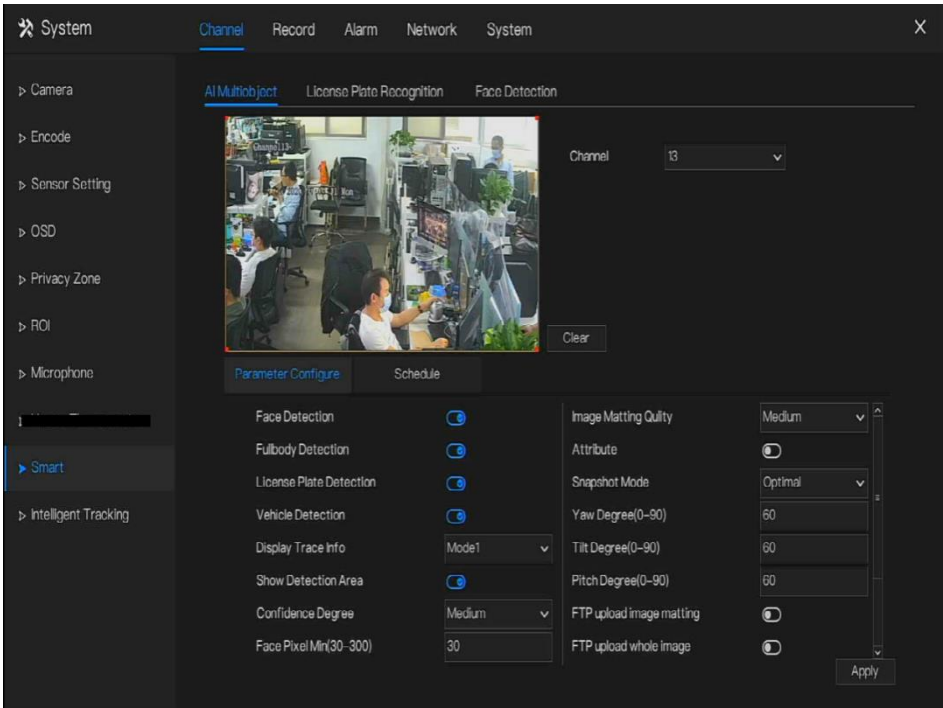 System
Channel Record Alarm Network System X
Camera
Encode
Sensor Setting
OSD
Privacy Zone
ROI
Microphone
Smart
Intelligent Tracking
AI Multiobject License Plate Recognition Face Detection
Channel13
Mon
Channel 13
Clear
Parameter Configure Schedule
Face Detection
Fullbody Detection
License Plate Detection
Vehicle Detection
Display Trace Info Mode1
Show Detection Area
Confidence Degree Medium
Face Pixel Min(30-300) 30
Image Matting Qulity Medium
Attribute
Snapshot Mode Optimal
Yaw Degree(0-90) 60
Tilt Degree(0-90) 60
Pitch Degree(0-90) 60
FTP upload image matting
FTP upload whole image
Apply